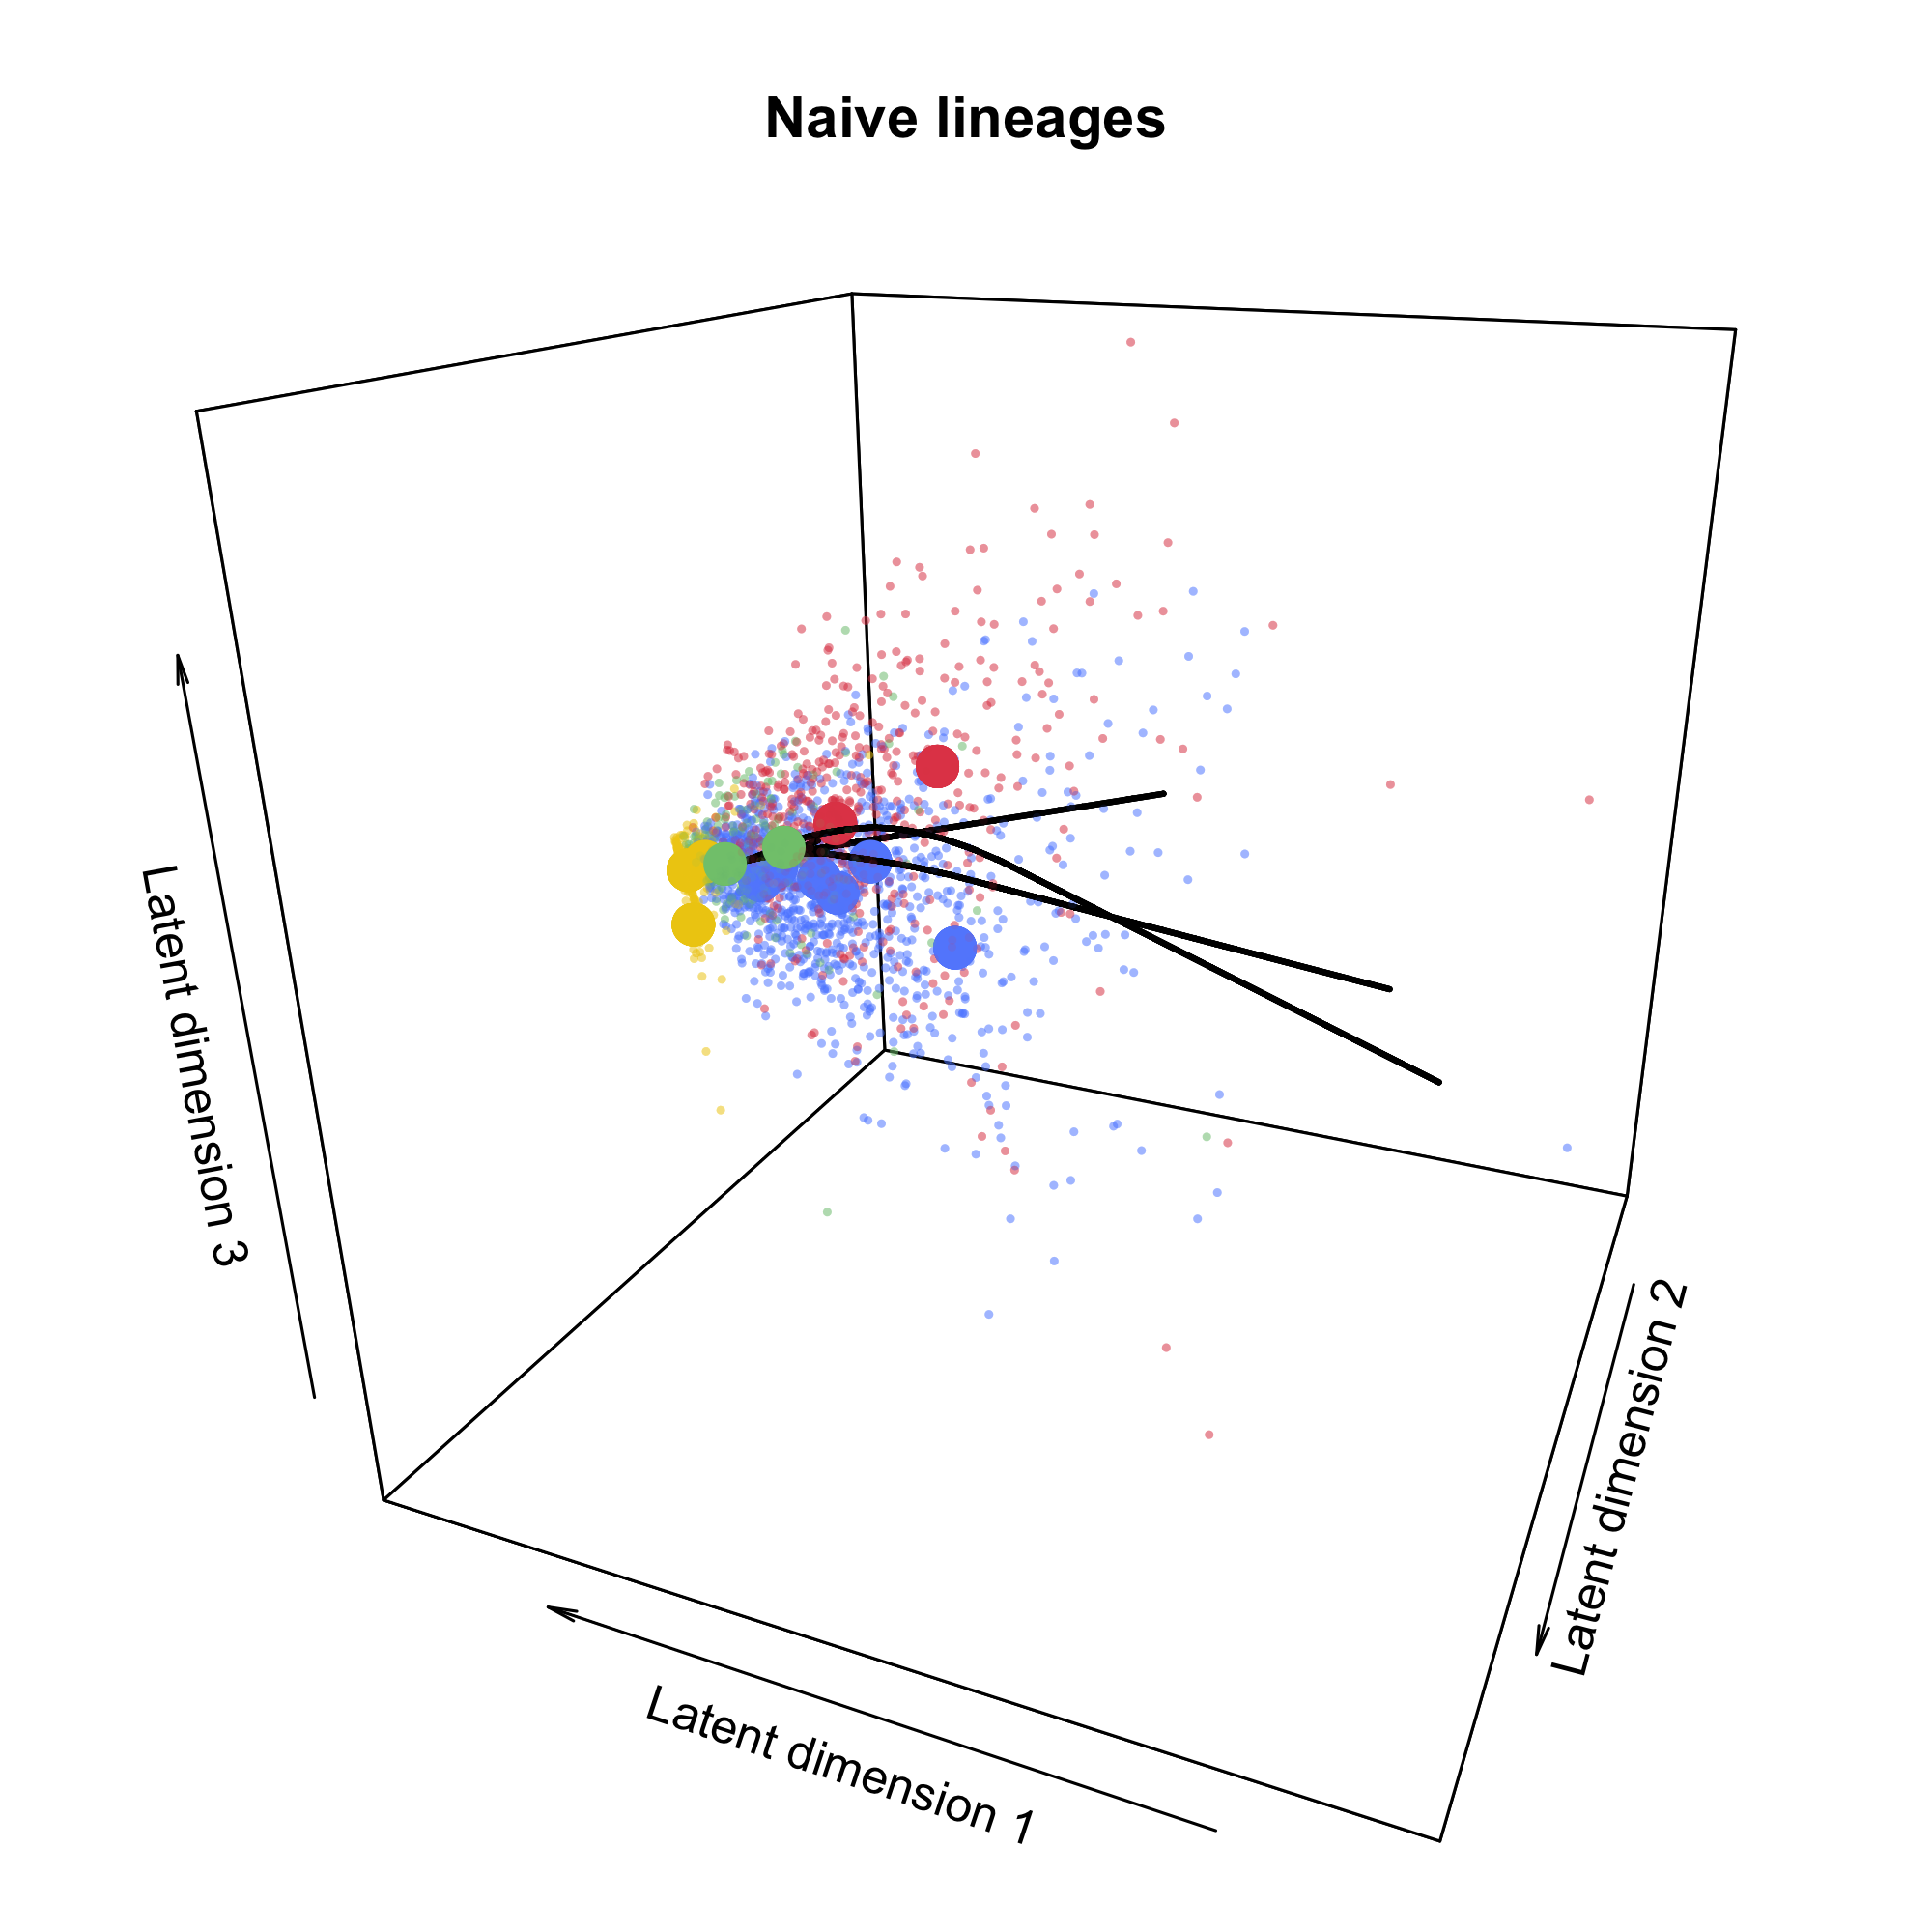 Naive lineages
Latent dimension 3
Latent dimension 2
Latent dimension 1